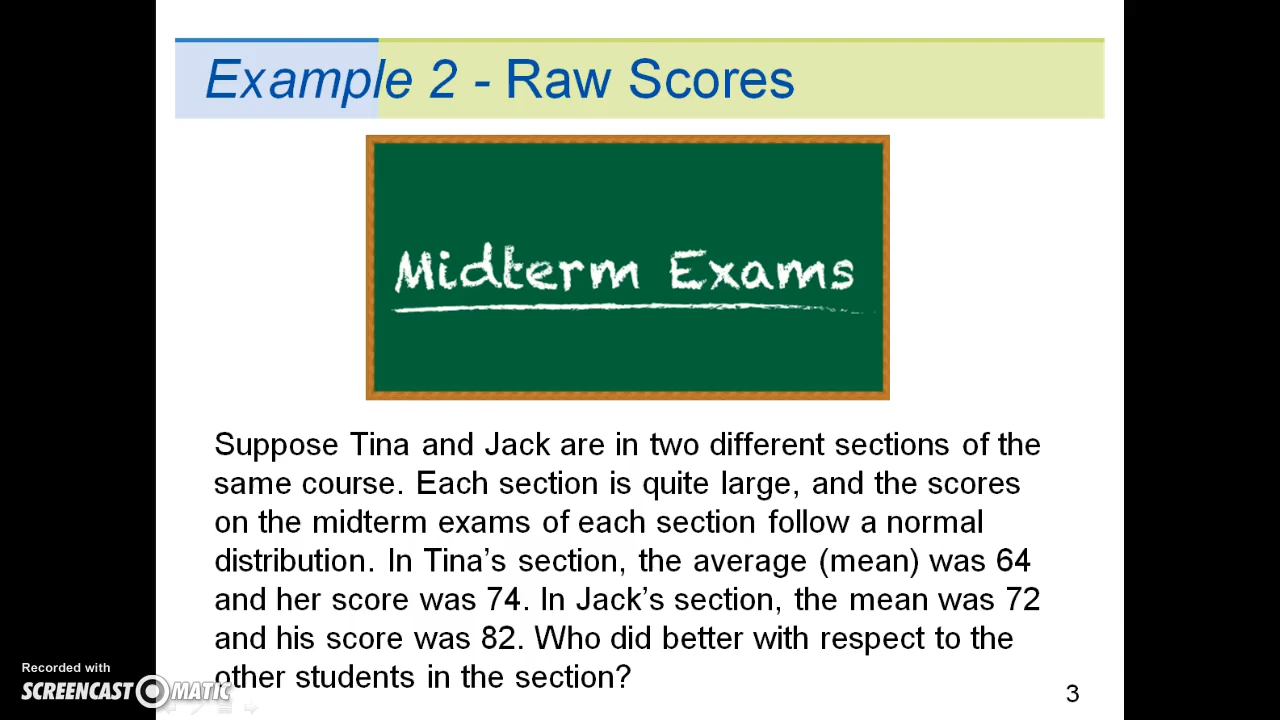 Example 2 - Raw Scores
Midterm Exams
Suppose Tina and Jack are in two different sections of the
same course. Each section is quite large, and the scores
on the midterm exams of each section follow a normal
distribution. In Tina’s section, the average (mean) was 64
and her score was 74. In Jack’s section, the mean was 72
and his score was 82. Who did better with respect to the
other students in the section?
Recorded with
SCREENCAST MATIC
3